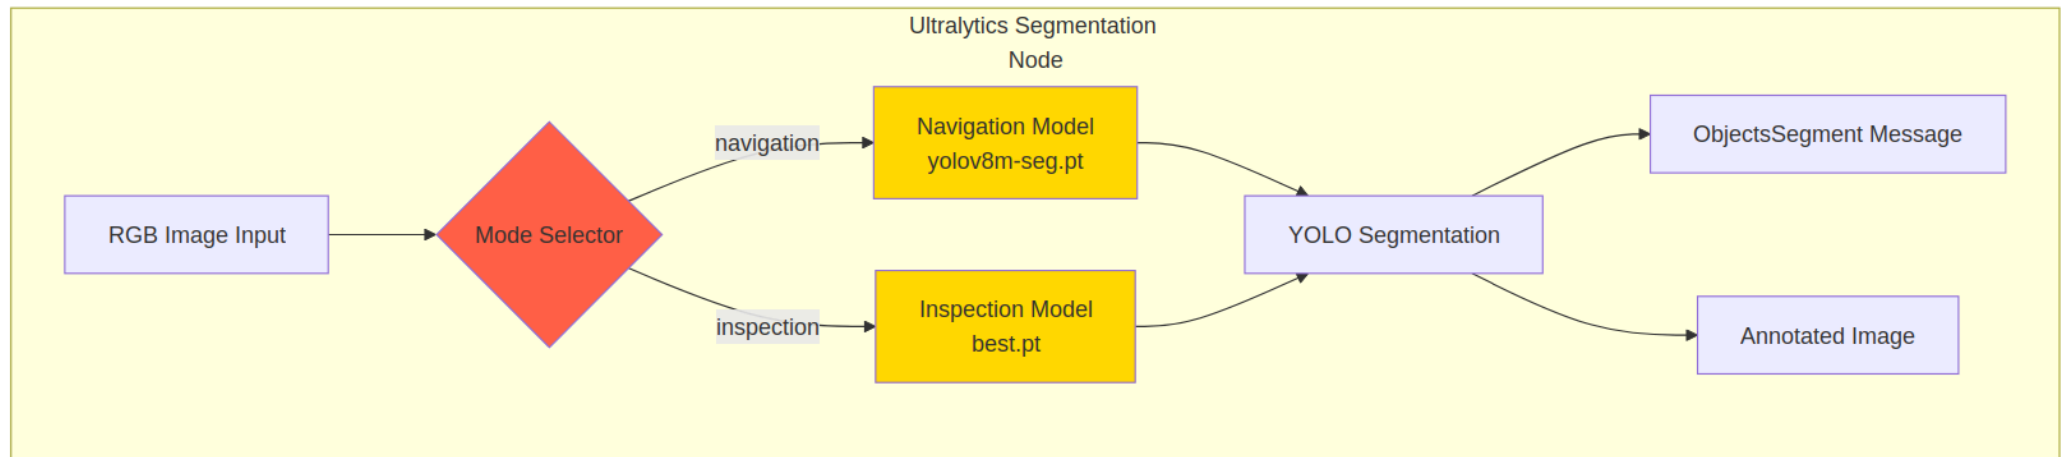 Ultralytics Segmentation
Node
RGB Image Input
Mode Selector
navigation
inspection
Navigation Model
yolov8m-seg.pt
Inspection Model
best.pt
YOLO Segmentation
ObjectsSegment Message
Annotated Image